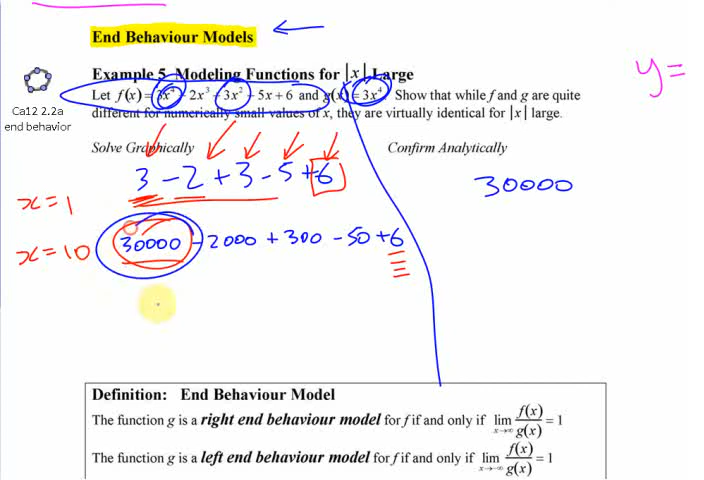 End Behaviour Models
y=
Example 5 Modeling Functions for |x| Large
Ca12 2.2a
end behavior
Let f(x) = 3x⁴ - 2x³ + 3x² - 5x + 6 and g(x) = 3x⁴. Show that while f and g are quite
different for numerically small values of x, they are virtually identical for |x| large.
Solve Graphically
Confirm Analytically
3 - 2 + 3 - 5 + 6
30000
x = 1
x = 10
30000 - 2000 + 300 - 50 + 6
Definition: End Behaviour Model
The function g is a right end behaviour model for f if and only if lim x→∞ f(x)/g(x) = 1
The function g is a left end behaviour model for f if and only if lim x→-∞ f(x)/g(x) = 1